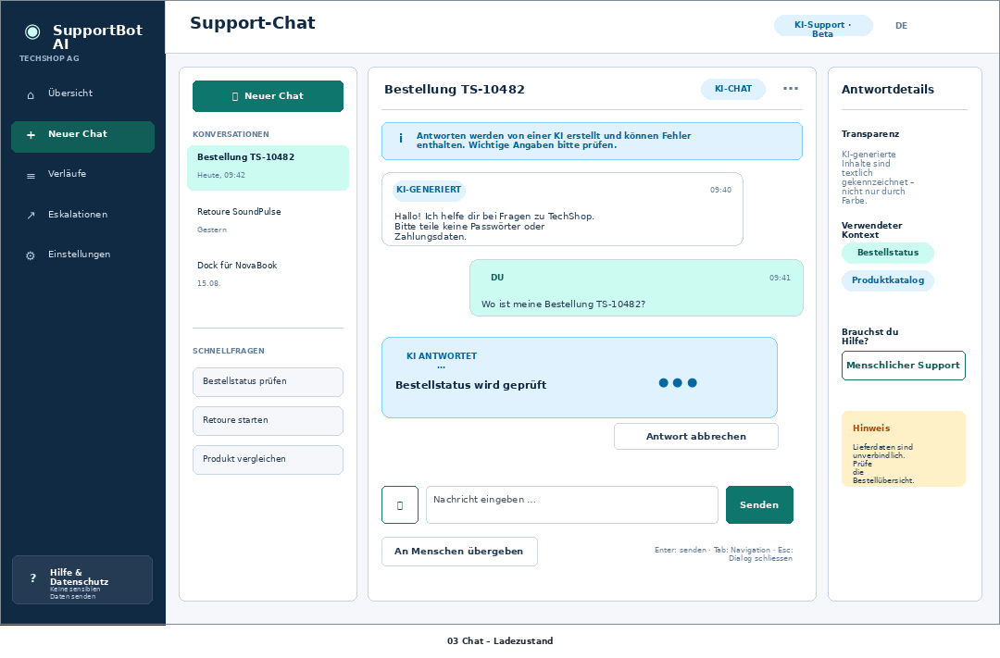 SupportBot
AI
TECHSHOP AG
Übersicht
Neuer Chat
Verläufe
Eskalationen
Einstellungen
?
Hilfe &
Datenschutz
Keine sensiblen
Daten senden
Support-Chat
KI-Support ·
Beta
DE
Neuer Chat
KONVERSATIONEN
Bestellung TS-10482
Heute, 09:42
Retoure SoundPulse
Gestern
Dock für NovaBook
15.08.
SCHNELLFRAGEN
Bestellstatus prüfen
Retoure starten
Produkt vergleichen
Bestellung TS-10482
KI-CHAT
i
Antworten werden von einer KI erstellt und können Fehler
enthalten. Wichtige Angaben bitte prüfen.
KI-GENERIERT
09:40
Hallo! Ich helfe dir bei Fragen zu TechShop.
Bitte teile keine Passwörter oder
Zahlungsdaten.
DU
09:41
Wo ist meine Bestellung TS-10482?
KI ANTWORTET
…
Bestellstatus wird geprüft
Antwort abbrechen
Nachricht eingeben …
Senden
An Menschen übergeben
Enter: senden · Tab: Navigation · Esc:
Dialog schliessen
Antwortdetails
Transparenz
KI-generierte
Inhalte sind
textlich
gekennzeichnet –
nicht nur durch
Farbe.
Verwendeter
Kontext
Bestellstatus
Produktkatalog
Brauchst du
Hilfe?
Menschlicher Support
Hinweis
Lieferdaten sind
unverbindlich.
Prüfe
die
Bestellübersicht.
03 Chat – Ladezustand